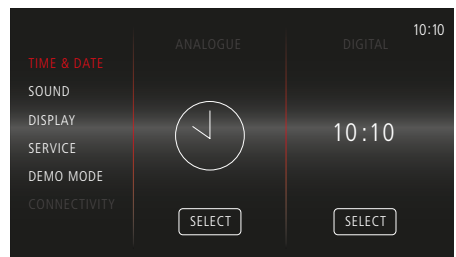 10:10
ANALOGUE
DIGITAL
TIME & DATE
SOUND
DISPLAY
SERVICE
DEMO MODE
CONNECTIVITY
10:10
SELECT
SELECT